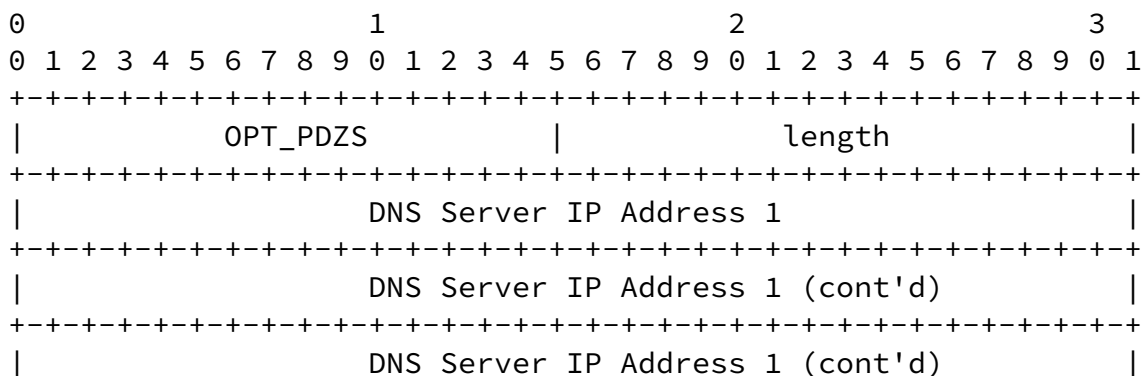 0                   1                   2                   3
0 1 2 3 4 5 6 7 8 9 0 1 2 3 4 5 6 7 8 9 0 1 2 3 4 5 6 7 8 9 0 1
+-+-+-+-+-+-+-+-+-+-+-+-+-+-+-+-+-+-+-+-+-+-+-+-+-+-+-+-+-+-+-+
|           OPT_PDZS          |            length             |
+-+-+-+-+-+-+-+-+-+-+-+-+-+-+-+-+-+-+-+-+-+-+-+-+-+-+-+-+-+-+-+
|                   DNS Server IP Address 1                   |
+-+-+-+-+-+-+-+-+-+-+-+-+-+-+-+-+-+-+-+-+-+-+-+-+-+-+-+-+-+-+-+
|                   DNS Server IP Address 1 (cont'd)          |
+-+-+-+-+-+-+-+-+-+-+-+-+-+-+-+-+-+-+-+-+-+-+-+-+-+-+-+-+-+-+-+
|                   DNS Server IP Address 1 (cont'd)          |